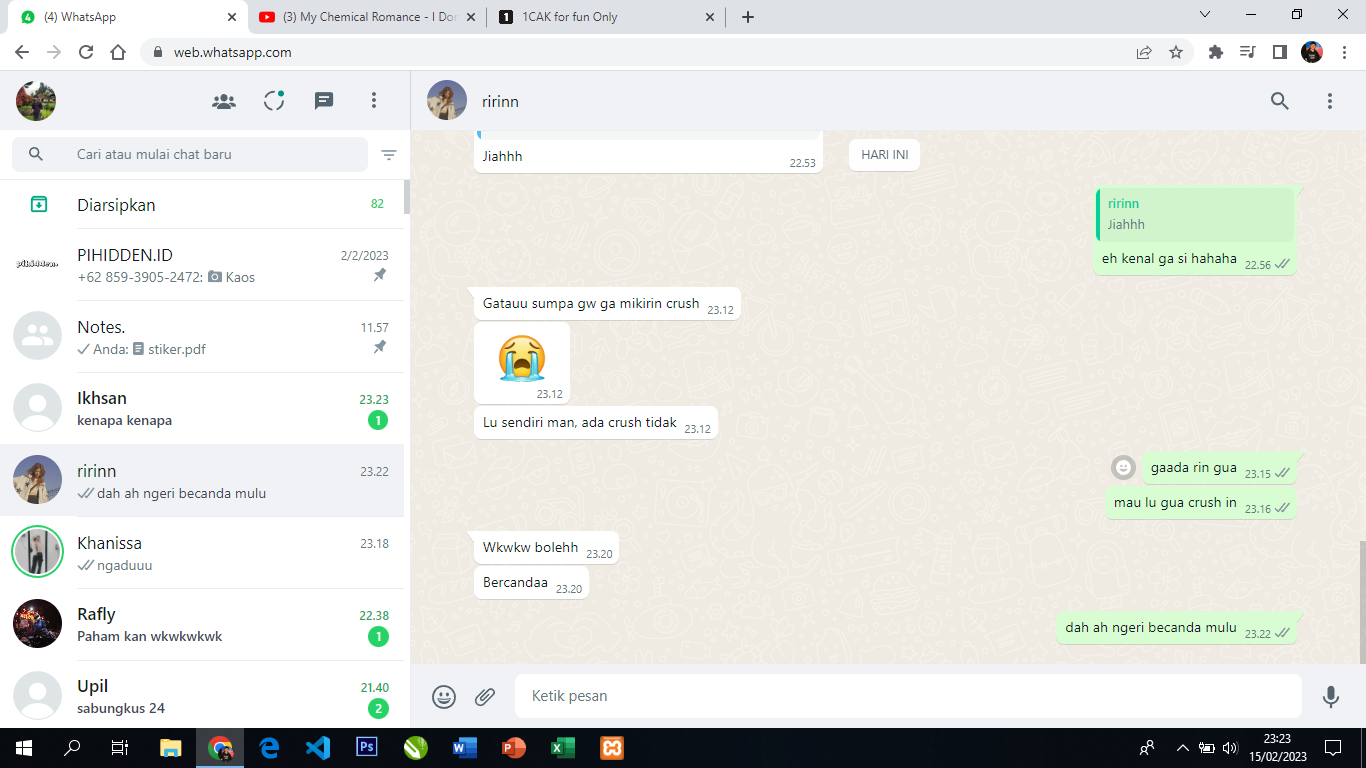 (4) WhatsApp
(3) My Chemical Romance - I Don
1CAK for fun Only
web.whatsapp.com
Cari atau mulai chat baru
Diarsipkan 82
PIHIDDEN.ID 2/2/2023
pihidden.
+62 859-3905-2472: Kaos
Notes. 11.57
Anda: stiker.pdf
Ikhsan 23.23
kenapa kenapa 1
ririnn 23.22
dah ah ngeri becanda mulu
Khanissa 23.18
ngaduuu
Rafly 22.38
Paham kan wkwkwkwk 1
Upil 21.40
sabungkus 24 2
ririnn
Jiahhh 22.53
HARI INI
ririnn
Jiahhh
eh kenal ga si hahaha 22.56
Gatauu sumpa gw ga mikirin crush 23.12
23.12
Lu sendiri man, ada crush tidak 23.12
gaada rin gua 23.15
mau lu gua crush in 23.16
Wkwkw bolehh 23.20
Bercandaa 23.20
dah ah ngeri becanda mulu 23.22
Ketik pesan
Ps
23:23
15/02/2023